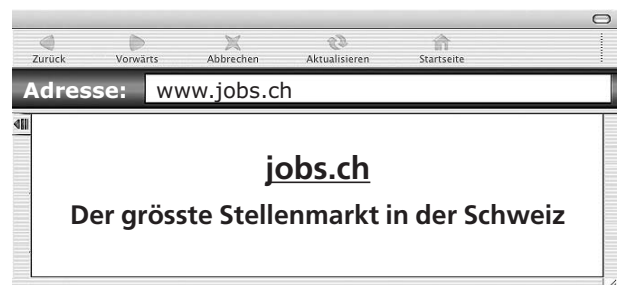 Zurück Vorwärts Abbrechen Aktualisieren Startseite
Adresse: www.jobs.ch
jobs.ch
Der grösste Stellenmarkt in der Schweiz